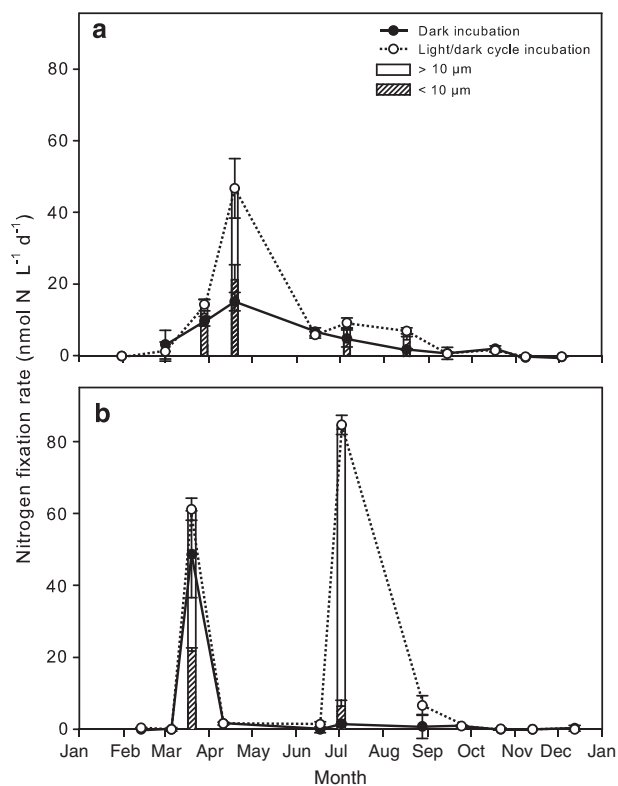 a
Dark incubation
Light/dark cycle incubation
> 10 µm
< 10 µm
80
60
40
20
0
Nitrogen fixation rate (nmol N L⁻¹ d⁻¹)
b
80
60
40
20
0
Jan Feb Mar Apr May Jun Jul Aug Sep Oct Nov Dec Jan
Month